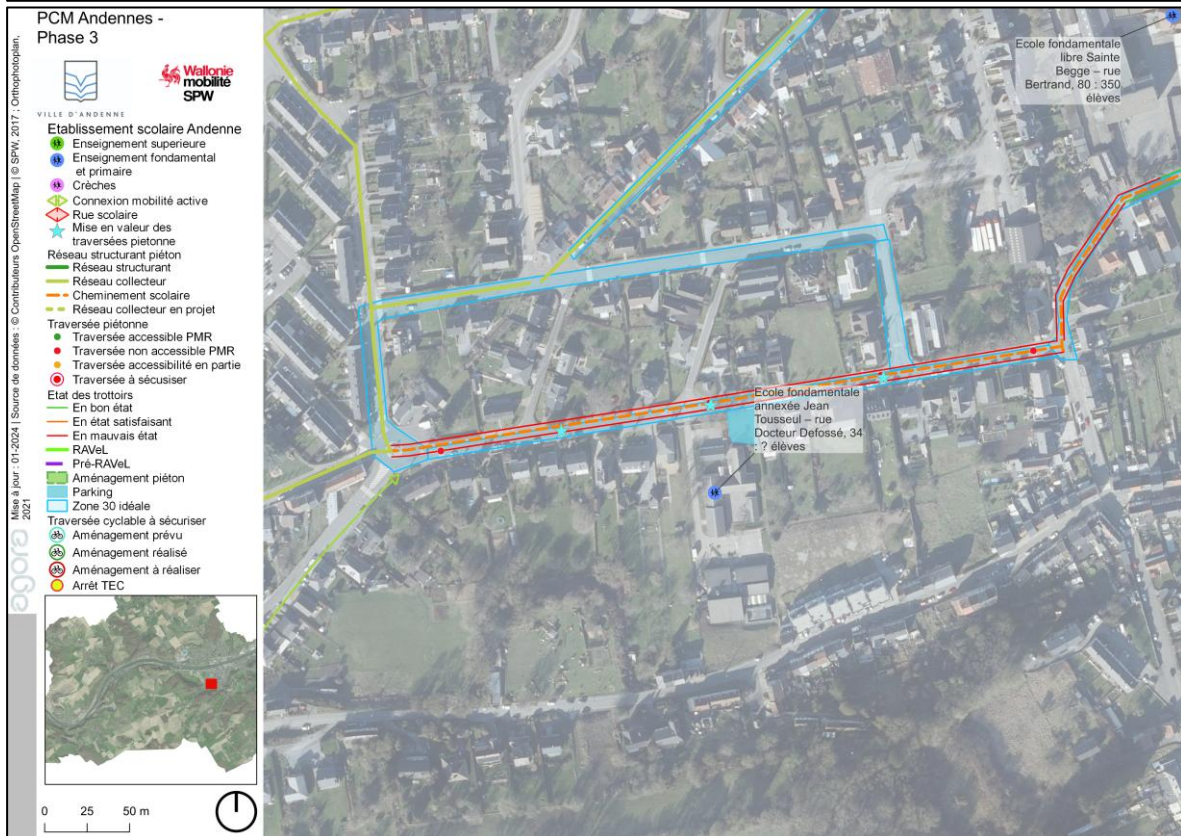 PCM Andennes -
Phase 3
VILLE D'ANDENNE
Wallonie
mobilité
SPW
Etablissement scolaire Andenne
Enseignement superieure
Enseignement fondamental
et primaire
Crèches
Connexion mobilité active
Rue scolaire
Mise en valeur des
traversées pietonne
Réseau structurant piéton
Réseau structurant
Réseau collecteur
Cheminement scolaire
Réseau collecteur en projet
Traversée piétonne
Traversée accessible PMR
Traversée non accessible PMR
Traversée accessibilité en partie
Traversée à sécusiser
Etat des trottoirs
En bon état
En état satisfaisant
En mauvais état
RAVeL
Pré-RAVeL
Aménagement piéton
Parking
Zone 30 idéale
Traversée cyclable à sécuriser
Aménagement prévu
Aménagement réalisé
Aménagement à réaliser
Arrêt TEC
0 25 50 m
agora
Mise à jour : 01-2024 | Source de données : © Contributeurs OpenStreetMap | © SPW, 2017 ; Orthophotoplan,
2021
Ecole fondamentale
libre Sainte
Begge – rue
Bertrand, 80 : 350
élèves
Ecole fondamentale
annexée Jean
Tousseul – rue
Docteur Defossé, 34
: ? élèves